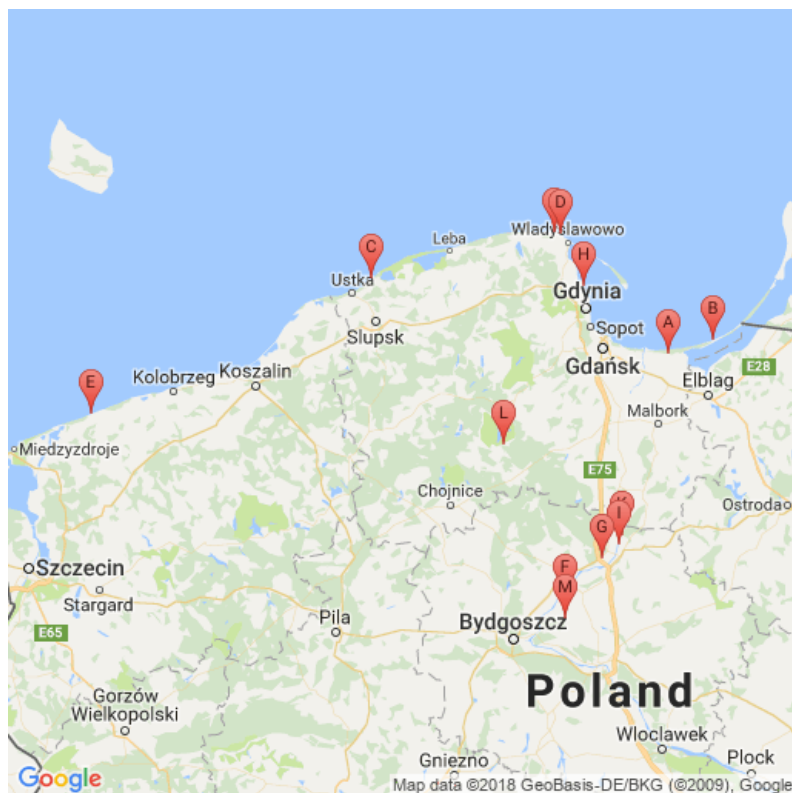 D
Wladyslawowo
C
Leba
H
Ustka
Gdynia
B
A
Slupsk
Sopot
Gdańsk
E28
Kolobrzeg
Koszalin
E
Elblag
L
Malbork
Miedzyzdroje
E75
Chojnice
K
Ostroda
I
G
Szczecin
F
Stargard
M
Pila
Bydgoszcz
E65
Poland
Gorzów
Wielkopolski
Wloclawek
Gniezno
Plock
Google
Map data ©2018 GeoBasis-DE/BKG (©2009), Google